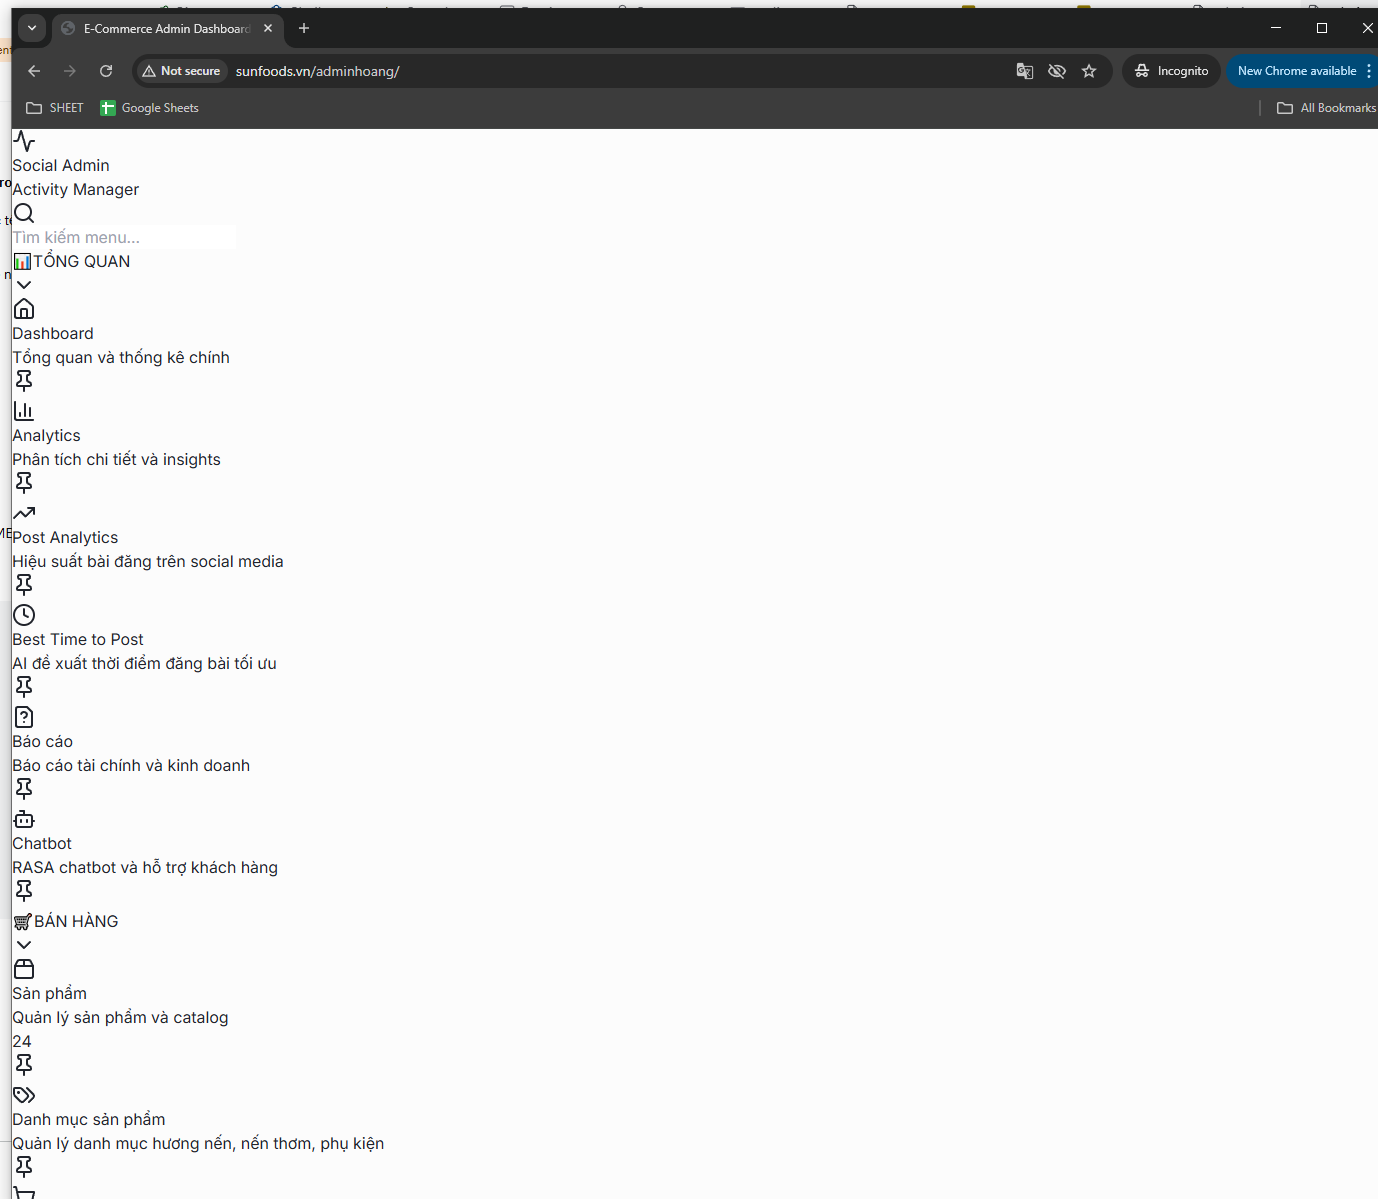 E-Commerce Admin Dashboard
Not secure
sunfoods.vn/adminhoang/
Incognito
New Chrome available
SHEET
Google Sheets
All Bookmarks
Social Admin
Activity Manager
Tìm kiếm menu...
TỔNG QUAN
Dashboard
Tổng quan và thống kê chính
Analytics
Phân tích chi tiết và insights
Post Analytics
Hiệu suất bài đăng trên social media
Best Time to Post
AI đề xuất thời điểm đăng bài tối ưu
Báo cáo
Báo cáo tài chính và kinh doanh
Chatbot
RASA chatbot và hỗ trợ khách hàng
BÁN HÀNG
Sản phẩm
Quản lý sản phẩm và catalog
24
Danh mục sản phẩm
Quản lý danh mục hương nến, nến thơm, phụ kiện